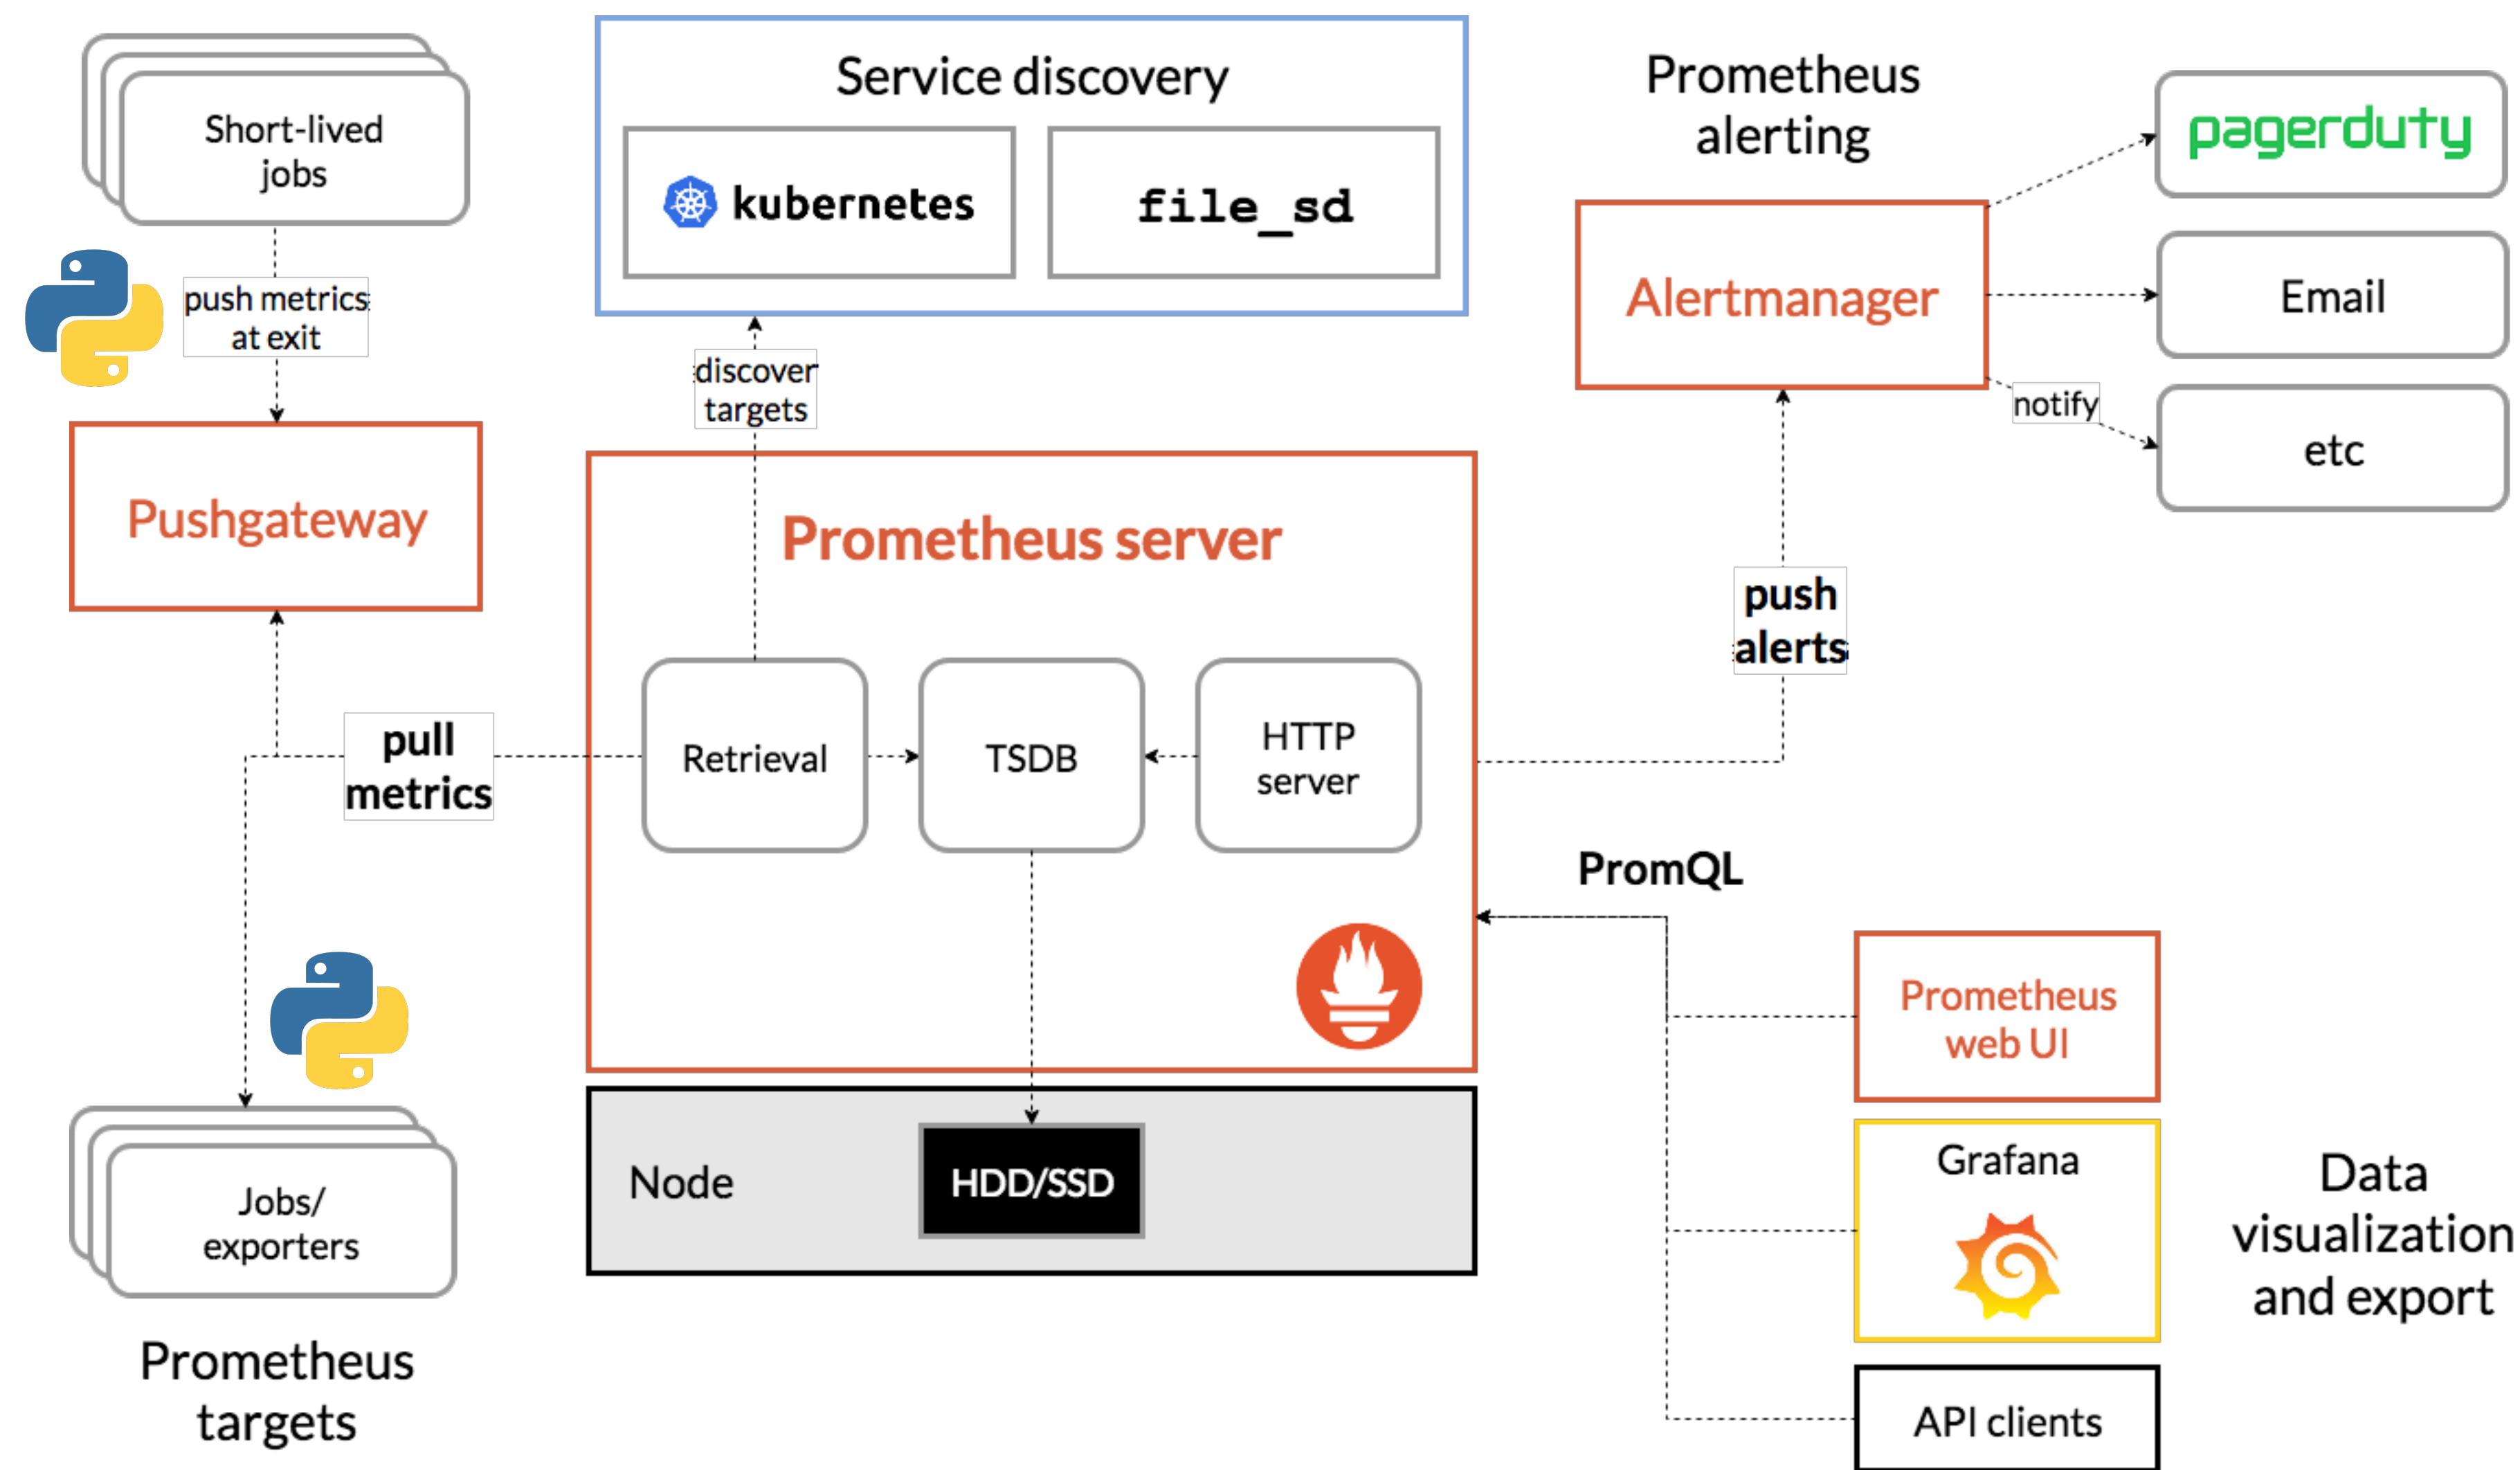 Short-lived
jobs
push metrics
at exit
Pushgateway
pull
metrics
Jobs/
exporters
Prometheus
targets
Service discovery
kubernetes
file_sd
discover
targets
Prometheus server
Retrieval
TSDB
HTTP
server
Node
HDD/SSD
Prometheus
alerting
Alertmanager
pagerduty
Email
notify
etc
push
alerts
PromQL
Prometheus
web UI
Grafana
API clients
Data
visualization
and export